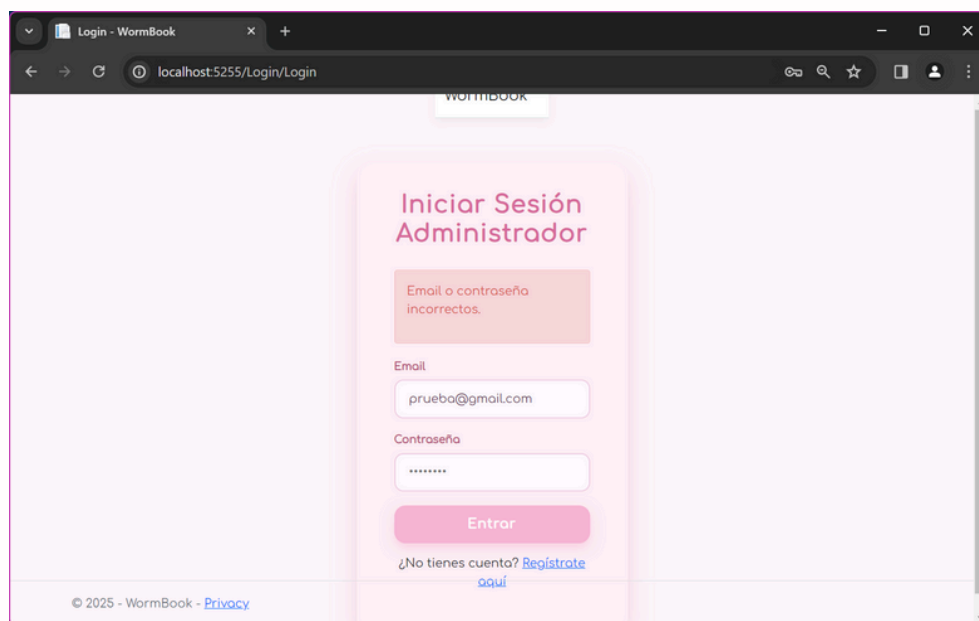 Login - WormBook
localhost:5255/Login/Login
WormBook
Iniciar Sesión
Administrador
Email o contraseña
incorrectos.
Email
prueba@gmail.com
Contraseña
••••••••
Entrar
¿No tienes cuenta? Regístrate
aquí
© 2025 - WormBook - Privacy